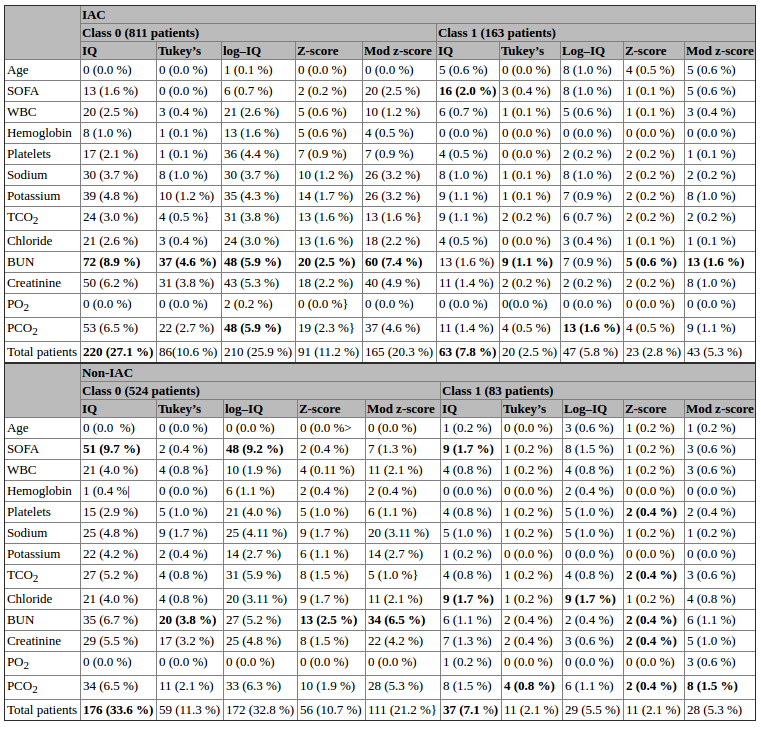 IAC
Class 0 (811 patients) Class 1 (163 patients)
IQ Tukey’s log–IQ Z-score Mod z-score IQ Tukey’s Log–IQ Z-score Mod z-score
Age 0 (0.0 %) 0 (0.0 %) 1 (0.1 %) 0 (0.0 %) 0 (0.0 %) 5 (0.6 %) 0 (0.0 %) 8 (1.0 %) 4 (0.5 %) 5 (0.6 %)
SOFA 13 (1.6 %) 0 (0.0 %) 6 (0.7 %) 2 (0.2 %) 20 (2.5 %) 16 (2.0 %) 3 (0.4 %) 8 (1.0 %) 1 (0.1 %) 5 (0.6 %)
WBC 20 (2.5 %) 3 (0.4 %) 21 (2.6 %) 5 (0.6 %) 10 (1.2 %) 6 (0.7 %) 1 (0.1 %) 5 (0.6 %) 1 (0.1 %) 3 (0.4 %)
Hemoglobin 8 (1.0 %) 1 (0.1 %) 13 (1.6 %) 5 (0.6 %) 4 (0.5 %) 0 (0.0 %) 0 (0.0 %) 0 (0.0 %) 0 (0.0 %) 0 (0.0 %)
Platelets 17 (2.1 %) 1 (0.1 %) 36 (4.4 %) 7 (0.9 %) 7 (0.9 %) 4 (0.5 %) 0 (0.0 %) 2 (0.2 %) 2 (0.2 %) 1 (0.1 %)
Sodium 30 (3.7 %) 8 (1.0 %) 30 (3.7 %) 10 (1.2 %) 26 (3.2 %) 8 (1.0 %) 1 (0.1 %) 8 (1.0 %) 2 (0.2 %) 2 (0.2 %)
Potassium 39 (4.8 %) 10 (1.2 %) 35 (4.3 %) 14 (1.7 %) 26 (3.2 %) 9 (1.1 %) 1 (0.1 %) 7 (0.9 %) 2 (0.2 %) 8 (1.0 %)
TCO2 24 (3.0 %) 4 (0.5 %} 31 (3.8 %) 13 (1.6 %) 13 (1.6 %} 9 (1.1 %) 2 (0.2 %) 6 (0.7 %) 2 (0.2 %) 2 (0.2 %)
Chloride 21 (2.6 %) 3 (0.4 %) 24 (3.0 %) 13 (1.6 %) 18 (2.2 %) 4 (0.5 %) 0 (0.0 %) 3 (0.4 %) 1 (0.1 %) 1 (0.1 %)
BUN 72 (8.9 %) 37 (4.6 %) 48 (5.9 %) 20 (2.5 %) 60 (7.4 %) 13 (1.6 %) 9 (1.1 %) 7 (0.9 %) 5 (0.6 %) 13 (1.6 %)
Creatinine 50 (6.2 %) 31 (3.8 %) 43 (5.3 %) 18 (2.2 %) 40 (4.9 %) 11 (1.4 %) 2 (0.2 %) 2 (0.2 %) 2 (0.2 %) 8 (1.0 %)
PO2 0 (0.0 %) 0 (0.0 %) 2 (0.2 %) 0 (0.0 %} 0 (0.0 %) 0 (0.0 %) 0(0.0 %) 0 (0.0 %) 0 (0.0 %) 0 (0.0 %)
PCO2 53 (6.5 %) 22 (2.7 %) 48 (5.9 %) 19 (2.3 %} 37 (4.6 %) 11 (1.4 %) 4 (0.5 %) 13 (1.6 %) 4 (0.5 %) 9 (1.1 %)
Total patients 220 (27.1 %) 86(10.6 %) 210 (25.9 %) 91 (11.2 %) 165 (20.3 %) 63 (7.8 %) 20 (2.5 %) 47 (5.8 %) 23 (2.8 %) 43 (5.3 %)
Non-IAC
Class 0 (524 patients) Class 1 (83 patients)
IQ Tukey’s log–IQ Z-score Mod z-score IQ Tukey’s Log–IQ Z-score Mod z-score
Age 0 (0.0 %) 0 (0.0 %) 0 (0.0 %) 0 (0.0 %> 0 (0.0 %) 1 (0.2 %) 0 (0.0 %) 3 (0.6 %) 1 (0.2 %) 1 (0.2 %)
SOFA 51 (9.7 %) 2 (0.4 %) 48 (9.2 %) 2 (0.4 %) 7 (1.3 %) 9 (1.7 %) 1 (0.2 %) 8 (1.5 %) 1 (0.2 %) 3 (0.6 %)
WBC 21 (4.0 %) 4 (0.8 %} 10 (1.9 %) 4 (0.11 %) 11 (2.1 %) 4 (0.8 %) 1 (0.2 %) 4 (0.8 %) 1 (0.2 %) 3 (0.6 %)
Hemoglobin 1 (0.4 %| 0 (0.0 %) 6 (1.1 %) 2 (0.4 %) 2 (0.4 %) 0 (0.0 %) 0 (0.0 %) 2 (0.4 %) 0 (0.0 %) 0 (0.0 %)
Platelets 15 (2.9 %) 5 (1.0 %) 21 (4.0 %) 5 (1.0 %) 6 (1.1 %) 4 (0.8 %) 1 (0.2 %) 5 (1.0 %) 2 (0.4 %) 2 (0.4 %)
Sodium 25 (4.8 %) 9 (1.7 %) 25 (4.11 %) 9 (1.7 %) 20 (3.11 %) 5 (1.0 %) 1 (0.2 %) 5 (1.0 %) 1 (0.2 %) 1 (0.2 %)
Potassium 22 (4.2 %) 2 (0.4 %) 14 (2.7 %) 6 (1.1 %) 14 (2.7 %) 1 (0.2 %) 0 (0.0 %) 0 (0.0 %) 0 (0.0 %) 0 (0.0 %)
TCO2 27 (5.2 %) 4 (0.8 %) 31 (5.9 %) 8 (1.5 %) 5 (1.0 %} 4 (0.8 %) 1 (0.2 %) 4 (0.8 %) 2 (0.4 %) 3 (0.6 %)
Chloride 21 (4.0 %) 4 (0.8 %) 20 (3.11 %) 9 (1.7 %) 11 (2.1 %) 9 (1.7 %) 1 (0.2 %) 9 (1.7 %) 1 (0.2 %) 4 (0.8 %)
BUN 35 (6.7 %) 20 (3.8 %) 27 (5.2 %) 13 (2.5 %) 34 (6.5 %) 6 (1.1 %) 2 (0.4 %) 2 (0.4 %) 2 (0.4 %) 6 (1.1 %)
Creatinine 29 (5.5 %) 17 (3.2 %) 25 (4.8 %) 8 (1.5 %) 22 (4.2 %) 7 (1.3 %) 2 (0.4 %) 3 (0.6 %) 2 (0.4 %) 5 (1.0 %)
PO2 0 (0.0 %) 0 (0.0 %) 0 (0.0 %) 0 (0.0 %) 0 (0.0 %) 1 (0.2 %) 0 (0.0 %) 0 (0.0 %) 0 (0.0 %) 3 (0.6 %)
PCO2 34 (6.5 %) 11 (2.1 %) 33 (6.3 %) 10 (1.9 %) 28 (5.3 %) 8 (1.5 %) 4 (0.8 %) 6 (1.1 %) 2 (0.4 %) 8 (1.5 %)
Total patients 176 (33.6 %) 59 (11.3 %) 172 (32.8 %) 56 (10.7 %) 111 (21.2 %} 37 (7.1 %) 11 (2.1 %) 29 (5.5 %) 11 (2.1 %) 28 (5.3 %)